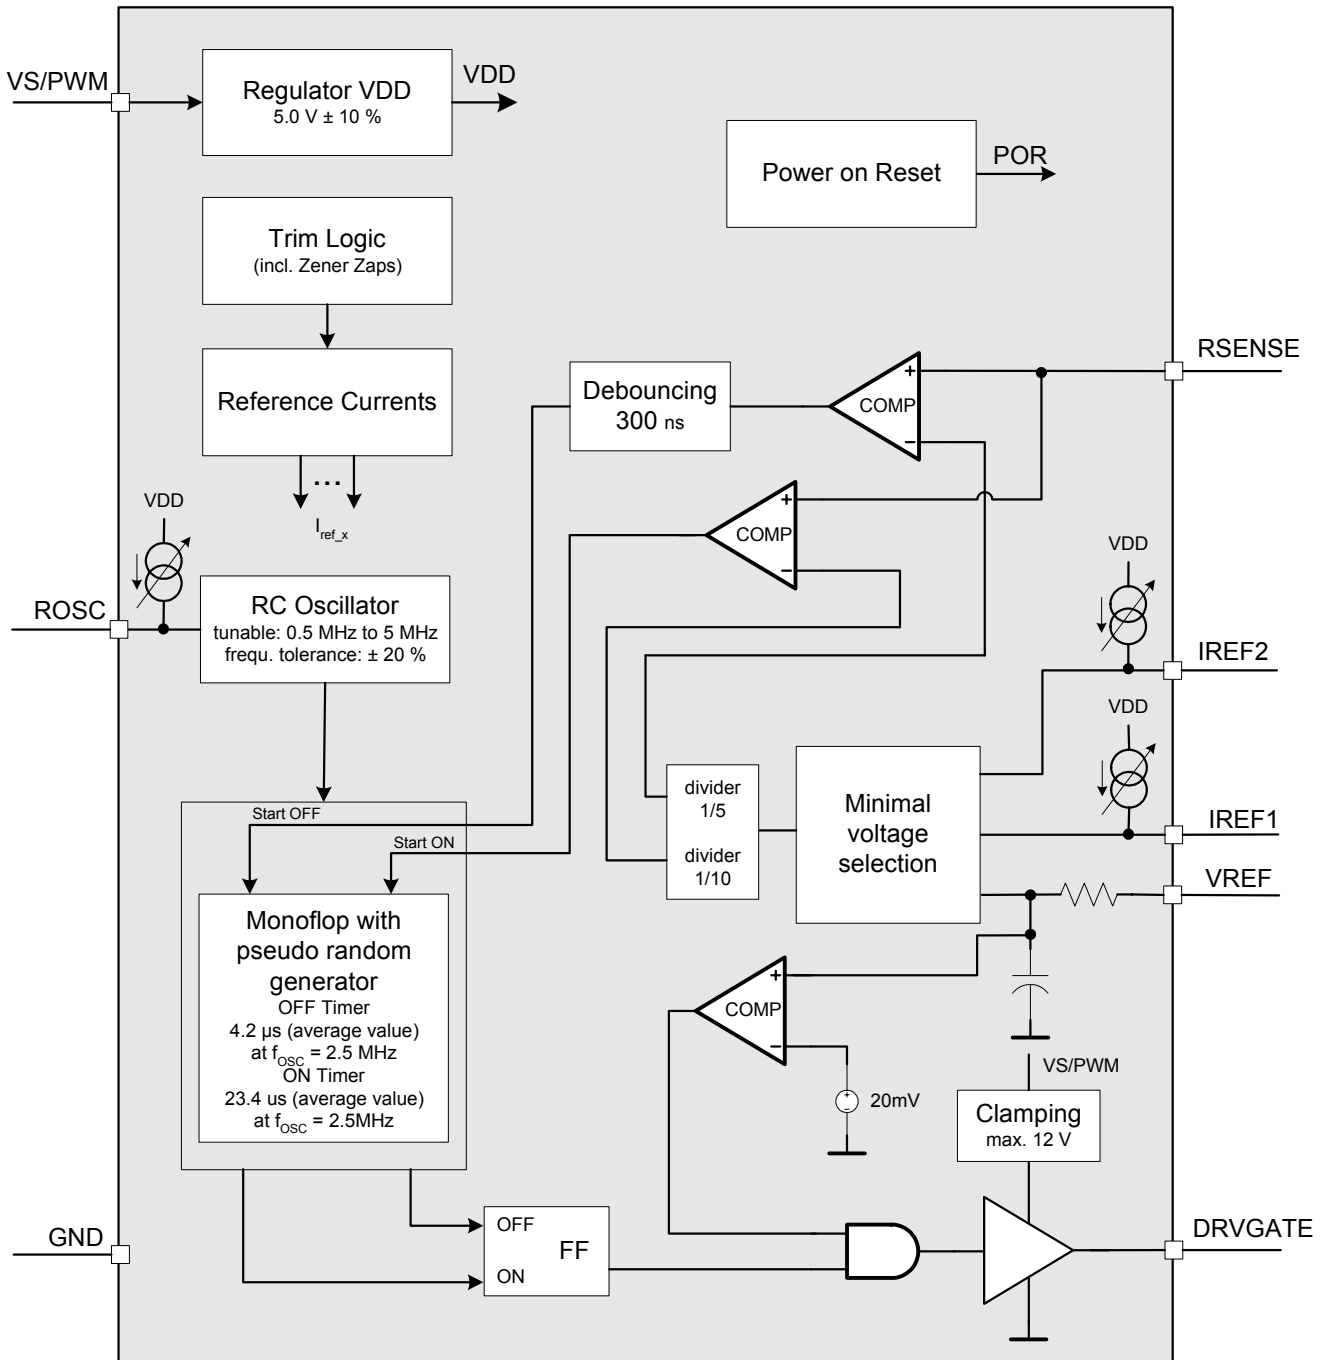 VS/PWM
Regulator VDD
5.0 V ± 10 %
VDD
Power on Reset
POR
Trim Logic
(incl. Zener Zaps)
Reference Currents
...
I_ref_x
RSENSE
COMP
+
−
Debouncing
300 ns
COMP
+
−
VDD
ROSC
RC Oscillator
tunable: 0.5 MHz to 5 MHz
frequ. tolerance: ± 20 %
VDD
IREF2
VDD
IREF1
VREF
Minimal
voltage
selection
divider
1/5
divider
1/10
Start OFF
Start ON
Monoflop with
pseudo random
generator
OFF Timer
4.2 µs (average value)
at f_OSC = 2.5 MHz
ON Timer
23.4 us (average value)
at f_OSC = 2.5MHz
COMP
+
−
+
−
20mV
VS/PWM
Clamping
max. 12 V
GND
OFF
FF
ON
DRVGATE